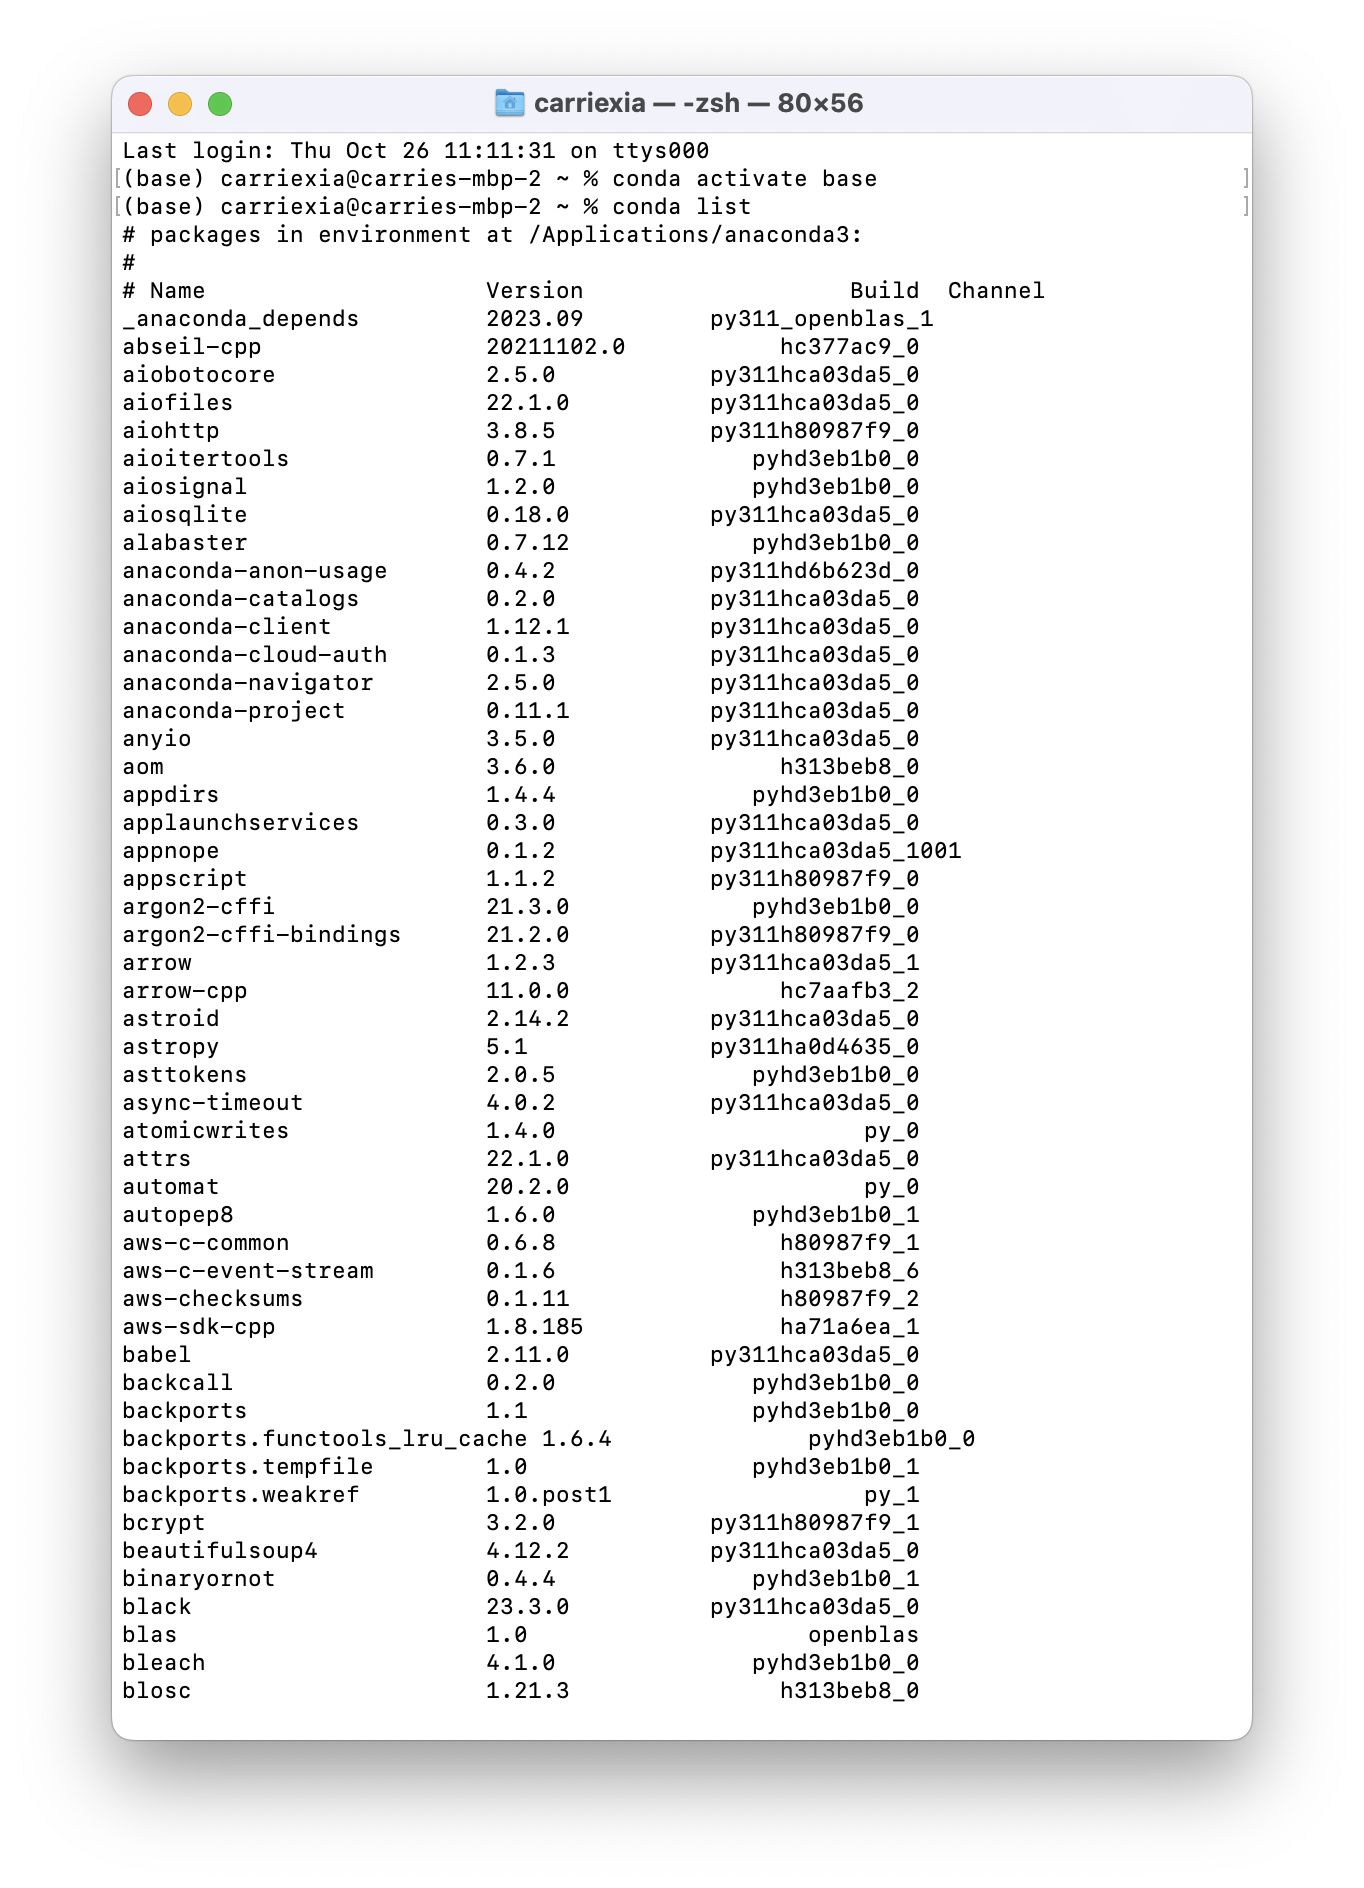 carriexia — -zsh — 80×56
Last login: Thu Oct 26 11:11:31 on ttys000
[(base) carriexia@carries-mbp-2 ~ % conda activate base ]
[(base) carriexia@carries-mbp-2 ~ % conda list ]
# packages in environment at /Applications/anaconda3:
#
# Name Version Build Channel
_anaconda_depends 2023.09 py311_openblas_1
abseil-cpp 20211102.0 hc377ac9_0
aiobotocore 2.5.0 py311hca03da5_0
aiofiles 22.1.0 py311hca03da5_0
aiohttp 3.8.5 py311h80987f9_0
aioitertools 0.7.1 pyhd3eb1b0_0
aiosignal 1.2.0 pyhd3eb1b0_0
aiosqlite 0.18.0 py311hca03da5_0
alabaster 0.7.12 pyhd3eb1b0_0
anaconda-anon-usage 0.4.2 py311hd6b623d_0
anaconda-catalogs 0.2.0 py311hca03da5_0
anaconda-client 1.12.1 py311hca03da5_0
anaconda-cloud-auth 0.1.3 py311hca03da5_0
anaconda-navigator 2.5.0 py311hca03da5_0
anaconda-project 0.11.1 py311hca03da5_0
anyio 3.5.0 py311hca03da5_0
aom 3.6.0 h313beb8_0
appdirs 1.4.4 pyhd3eb1b0_0
applaunchservices 0.3.0 py311hca03da5_0
appnope 0.1.2 py311hca03da5_1001
appscript 1.1.2 py311h80987f9_0
argon2-cffi 21.3.0 pyhd3eb1b0_0
argon2-cffi-bindings 21.2.0 py311h80987f9_0
arrow 1.2.3 py311hca03da5_1
arrow-cpp 11.0.0 hc7aafb3_2
astroid 2.14.2 py311hca03da5_0
astropy 5.1 py311ha0d4635_0
asttokens 2.0.5 pyhd3eb1b0_0
async-timeout 4.0.2 py311hca03da5_0
atomicwrites 1.4.0 py_0
attrs 22.1.0 py311hca03da5_0
automat 20.2.0 py_0
autopep8 1.6.0 pyhd3eb1b0_1
aws-c-common 0.6.8 h80987f9_1
aws-c-event-stream 0.1.6 h313beb8_6
aws-checksums 0.1.11 h80987f9_2
aws-sdk-cpp 1.8.185 ha71a6ea_1
babel 2.11.0 py311hca03da5_0
backcall 0.2.0 pyhd3eb1b0_0
backports 1.1 pyhd3eb1b0_0
backports.functools_lru_cache 1.6.4 pyhd3eb1b0_0
backports.tempfile 1.0 pyhd3eb1b0_1
backports.weakref 1.0.post1 py_1
bcrypt 3.2.0 py311h80987f9_1
beautifulsoup4 4.12.2 py311hca03da5_0
binaryornot 0.4.4 pyhd3eb1b0_1
black 23.3.0 py311hca03da5_0
blas 1.0 openblas
bleach 4.1.0 pyhd3eb1b0_0
blosc 1.21.3 h313beb8_0